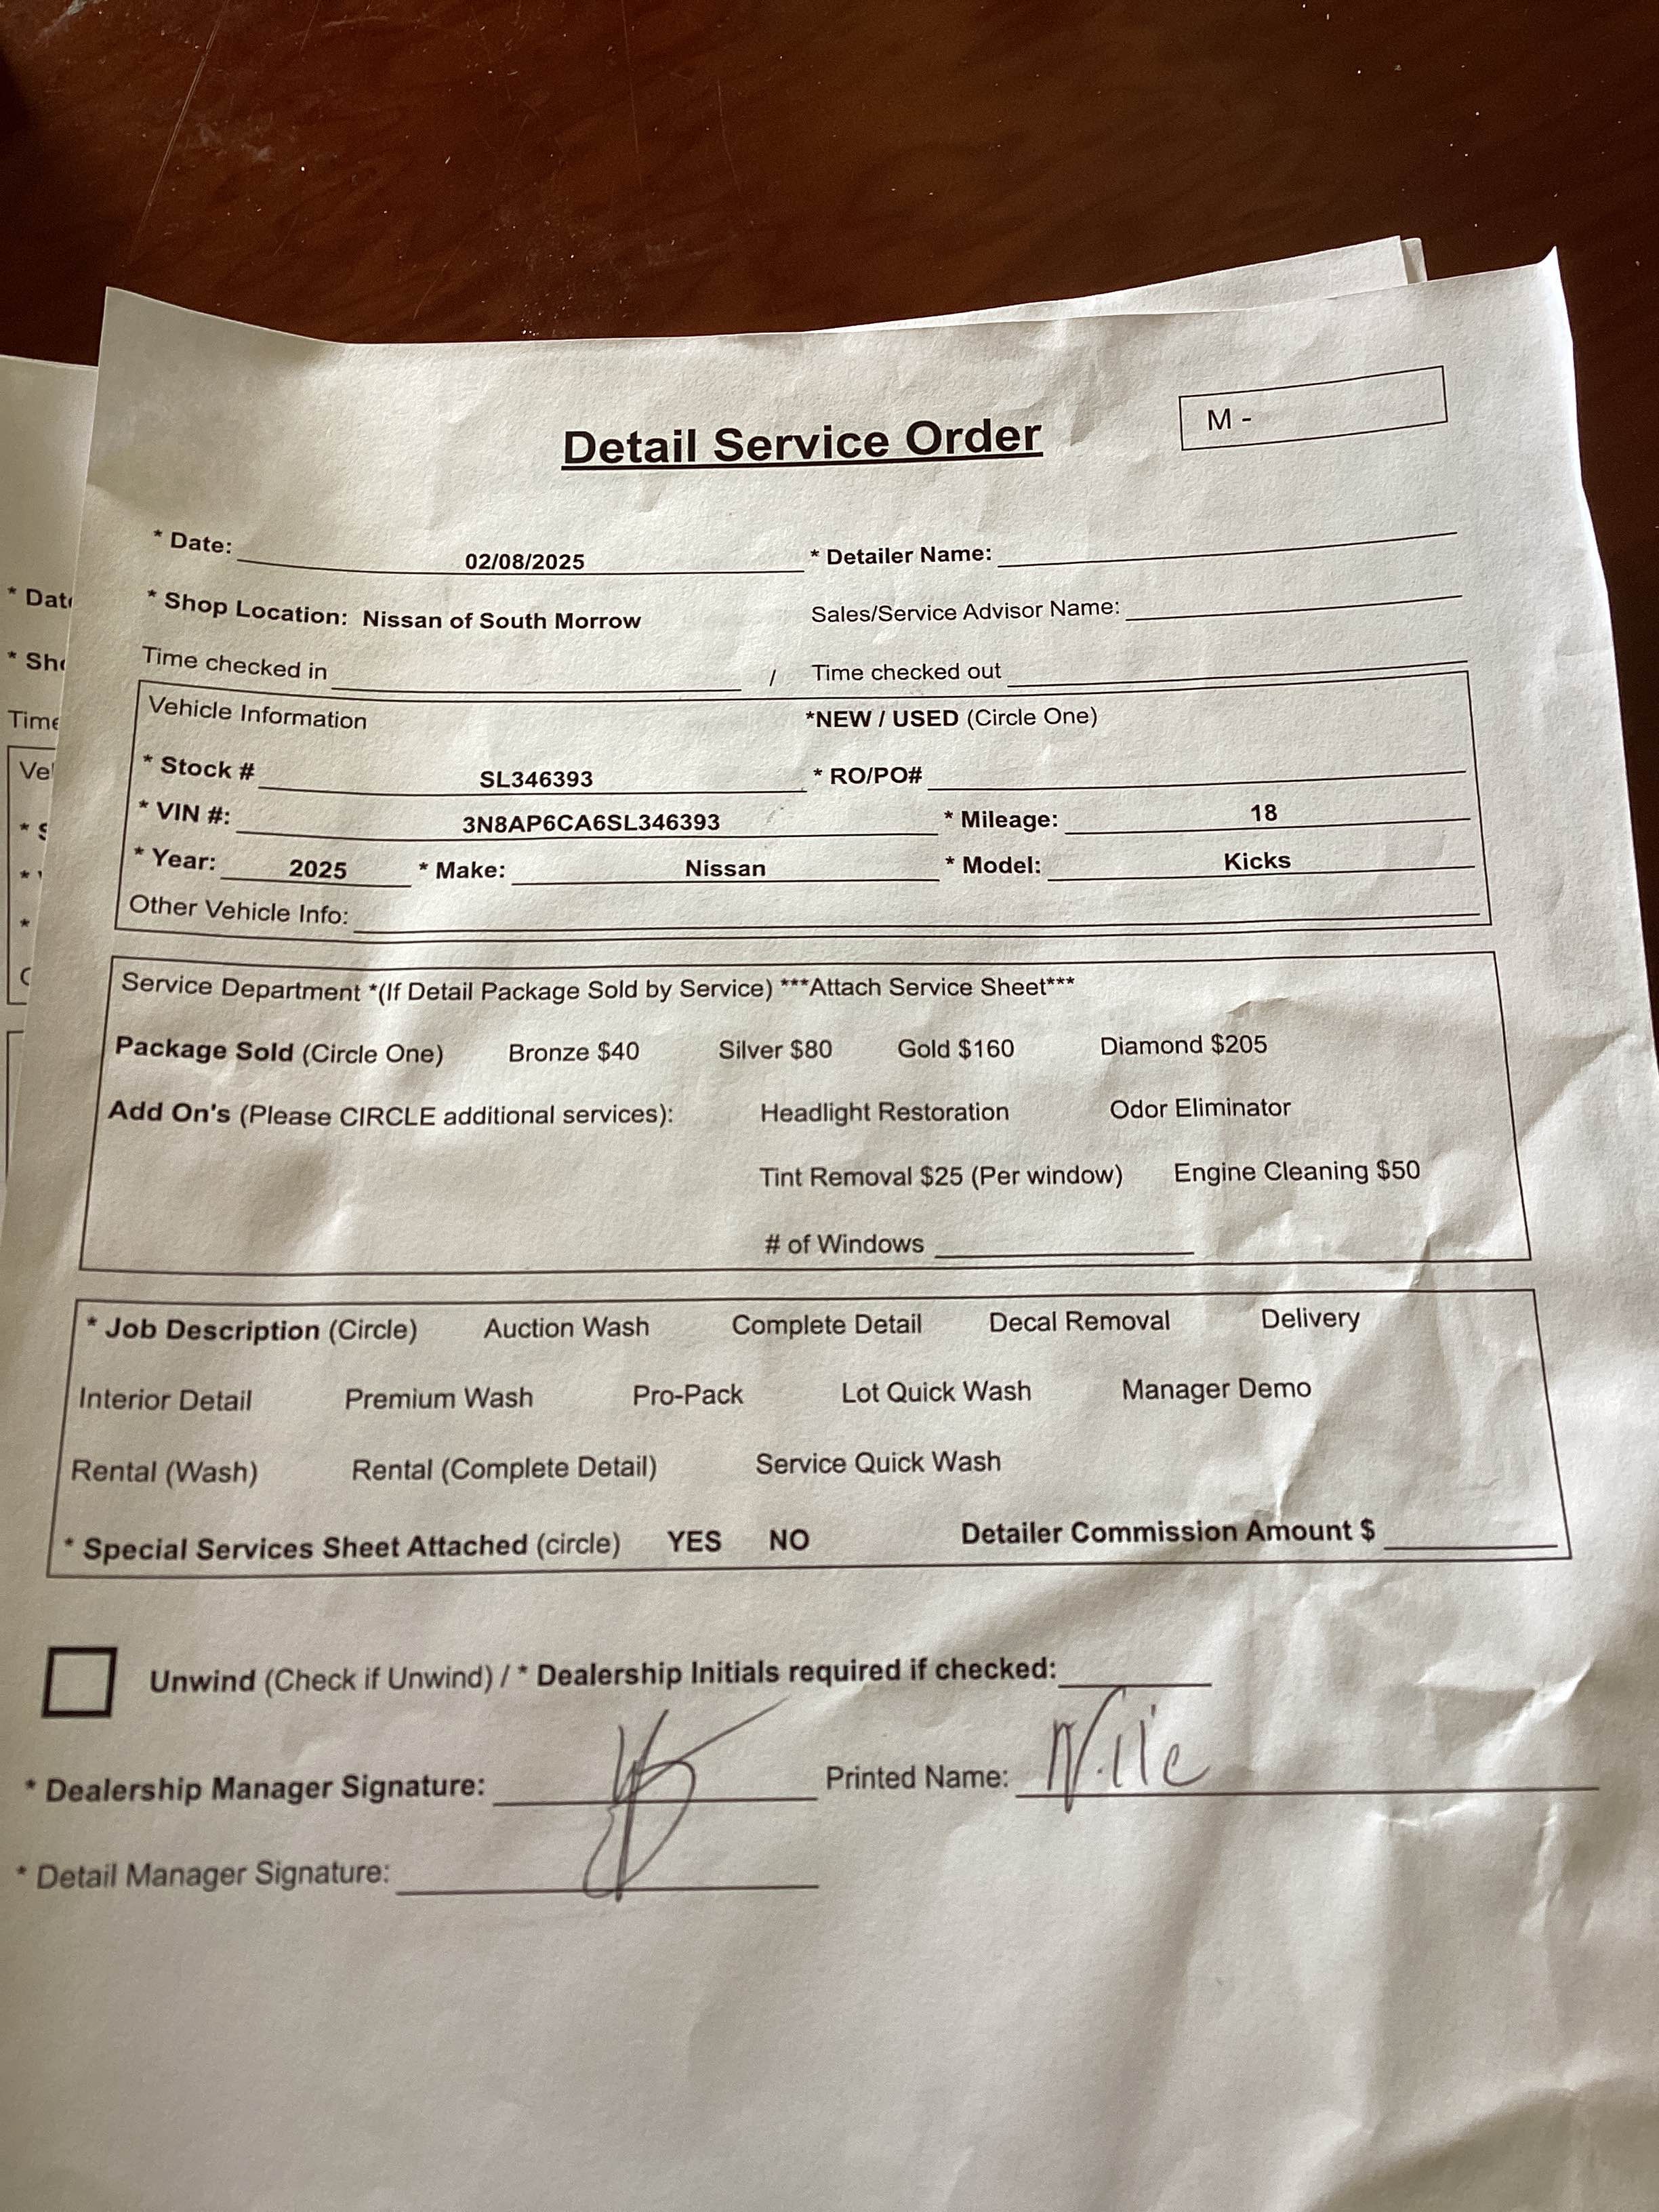 Detail Service Order
M -
* Date: 02/08/2025 * Detailer Name:
* Shop Location: Nissan of South Morrow Sales/Service Advisor Name:
Time checked in / Time checked out
Vehicle Information *NEW / USED (Circle One)
* Stock # SL346393 * RO/PO#
* VIN #: 3N8AP6CA6SL346393 * Mileage: 18
* Year: 2025 * Make: Nissan * Model: Kicks
Other Vehicle Info:
Service Department *(If Detail Package Sold by Service) ***Attach Service Sheet***
Package Sold (Circle One) Bronze $40 Silver $80 Gold $160 Diamond $205
Add On's (Please CIRCLE additional services): Headlight Restoration Odor Eliminator
Tint Removal $25 (Per window) Engine Cleaning $50
# of Windows
* Job Description (Circle) Auction Wash Complete Detail Decal Removal Delivery
Interior Detail Premium Wash Pro-Pack Lot Quick Wash Manager Demo
Rental (Wash) Rental (Complete Detail) Service Quick Wash
* Special Services Sheet Attached (circle) YES NO Detailer Commission Amount $
Unwind (Check if Unwind) / * Dealership Initials required if checked:
* Dealership Manager Signature: Printed Name:
* Detail Manager Signature: